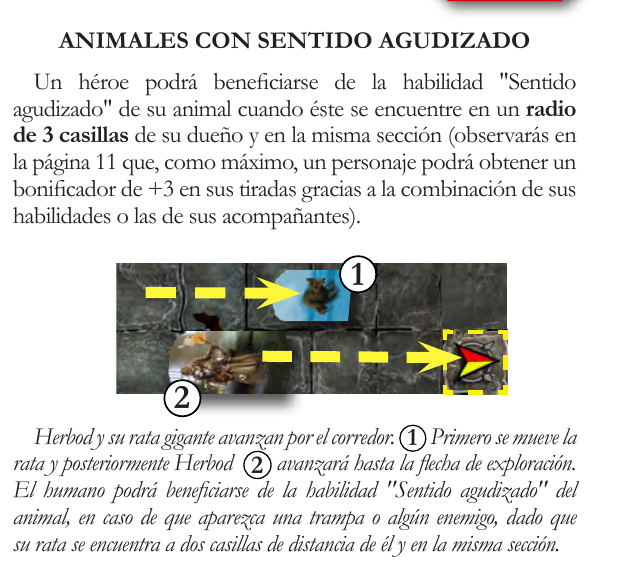 ANIMALES CON SENTIDO AGUDIZADO
Un héroe podrá beneficiarse de la habilidad "Sentido
agudizado" de su animal cuando éste se encuentre en un radio
de 3 casillas de su dueño y en la misma sección (observarás en
la página 11 que, como máximo, un personaje podrá obtener un
bonificador de +3 en sus tiradas gracias a la combinación de sus
habilidades o las de sus acompañantes).
1
2
Herbod y su rata gigante avanzan por el corredor. 1 Primero se mueve la
rata y posteriormente Herbod 2 avanzará hasta la flecha de exploración.
El humano podrá beneficiarse de la habilidad "Sentido agudizado" del
animal, en caso de que aparezca una trampa o algún enemigo, dado que
su rata se encuentra a dos casillas de distancia de él y en la misma sección.